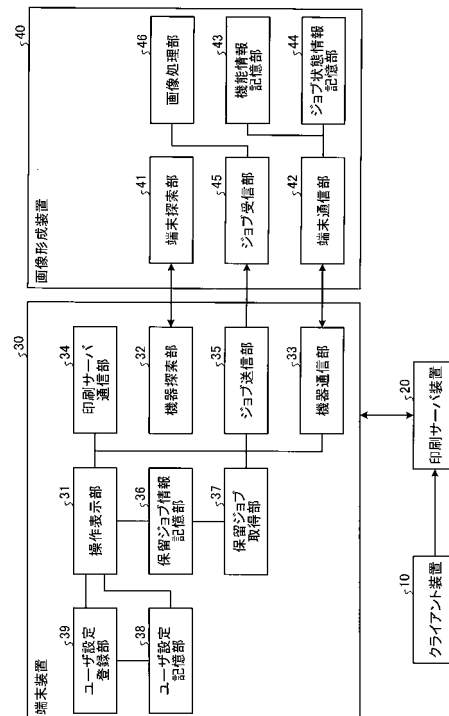 端末装置
30
ユーザ設定
登録部
39
ユーザ設定
記憶部
38
操作表示部
31
保留ジョブ情報
記憶部
36
保留ジョブ
取得部
37
印刷サーバ
通信部
34
機器探索部
32
ジョブ送信部
35
機器通信部
33
画像形成装置
40
端末探索部
41
ジョブ受信部
45
端末通信部
42
画像処理部
46
機能情報
記憶部
43
ジョブ状態情報
記憶部
44
クライアント装置
10
印刷サーバ装置
20